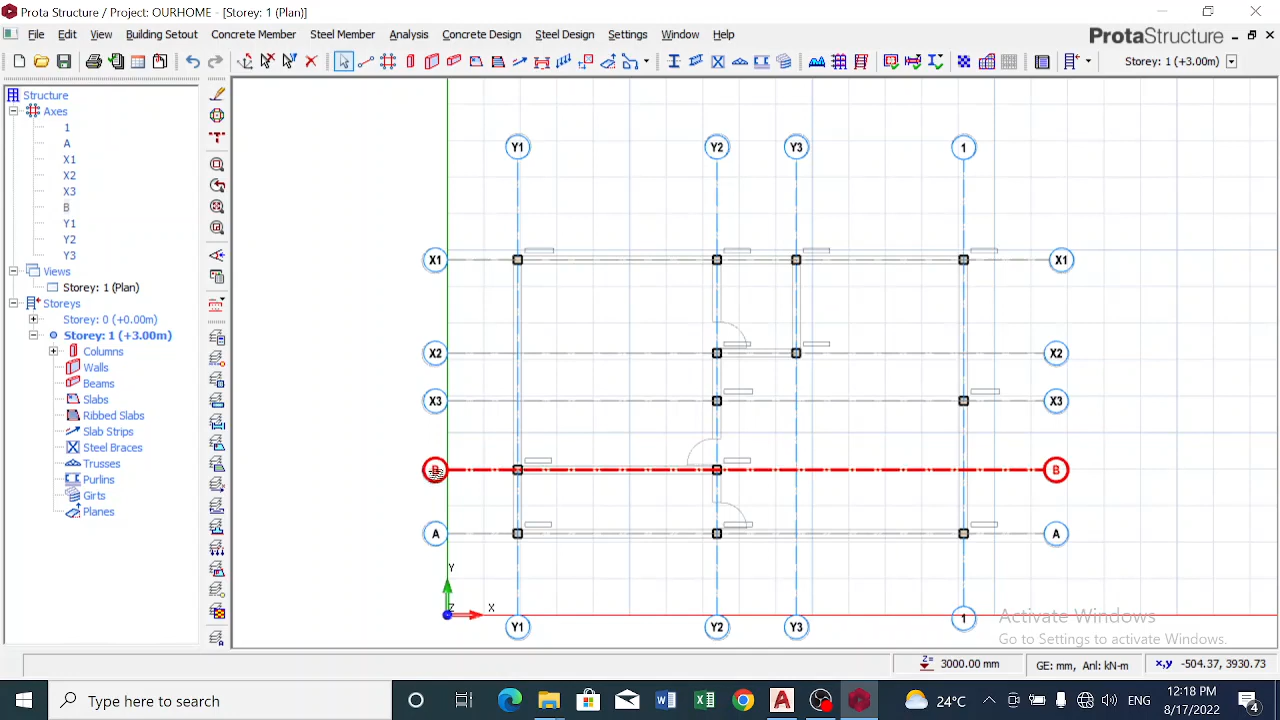 Prota Structure / Project: OURHOME - [Storey: 1 (Plan)]
File Edit View Building Setout Concrete Member Steel Member Analysis Concrete Design Steel Design Settings Window Help
ProtaStructure
Storey: 1 (+3.00m)
Structure
Axes
1
A
X1
X2
X3
B
Y1
Y2
Y3
Views
Storey: 1 (Plan)
Storeys
Storey: 0 (+0.00m)
Storey: 1 (+3.00m)
Columns
Walls
Beams
Slabs
Ribbed Slabs
Slab Strips
Steel Braces
Trusses
Purlins
Girts
Planes
Y1 Y2 Y3 1
X1 X1
X2 X2
X3 X3
B B
A A
Y
Z X
Y1 Y2 Y3 1
Activate Windows
Go to Settings to activate Windows.
Z= 3000.00 mm GE: mm, Anl: kN-m x,y -504.37, 3930.73
Type here to search
24°C ENG
8/17/2022